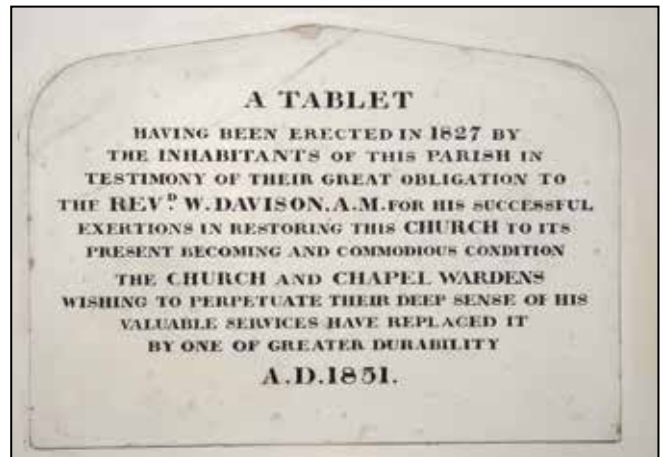 A TABLET
HAVING BEEN ERECTED IN 1827 BY
THE INHABITANTS OF THIS PARISH IN
TESTIMONY OF THEIR GREAT OBLIGATION TO
THE REVD. W. DAVISON. A.M. FOR HIS SUCCESSFUL
EXERTIONS IN RESTORING THIS CHURCH TO ITS
PRESENT BECOMING AND COMMODIOUS CONDITION
THE CHURCH AND CHAPEL WARDENS
WISHING TO PERPETUATE THEIR DEEP SENSE OF HIS
VALUABLE SERVICES HAVE REPLACED IT
BY ONE OF GREATER DURABILITY
A.D.1851.